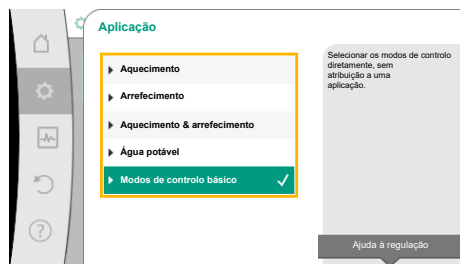 Aplicação
Aquecimento
Arrefecimento
Aquecimento & arrefecimento
Água potável
Modos de controlo básico
Selecionar os modos de controlo
diretamente, sem
atribuição a uma
aplicação.
Ajuda à regulação
?